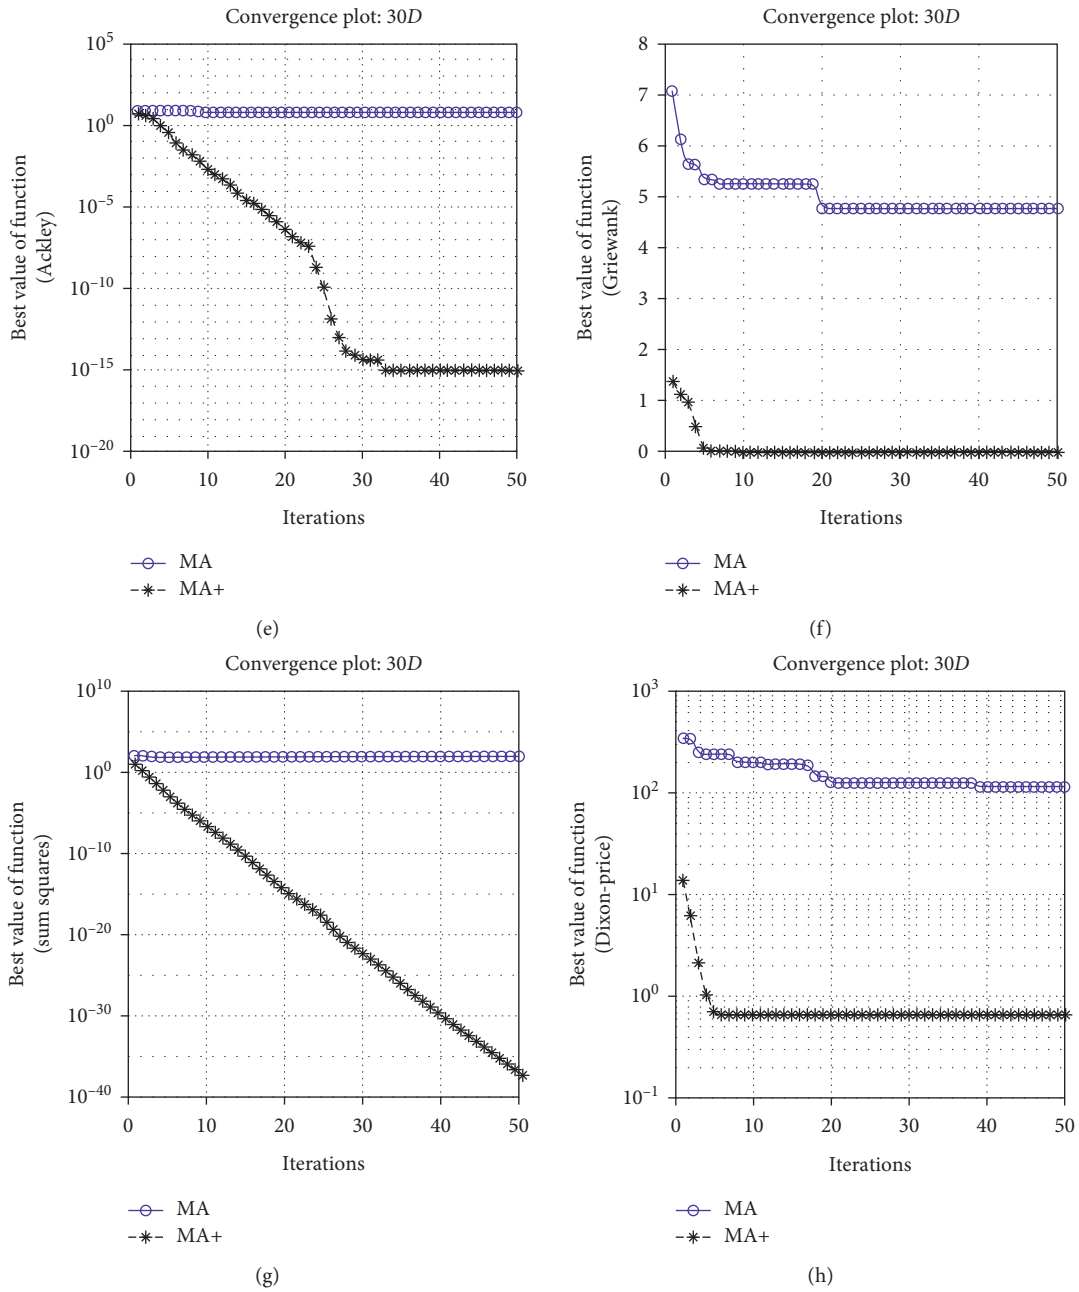 Convergence plot: 30D
10^5
10^0
10^−5
10^−10
10^−15
10^−20
Best value of function
(Ackley)
0 10 20 30 40 50
Iterations
MA
MA+
(e)
Convergence plot: 30D
8
7
6
5
4
3
2
1
0
Best value of function
(Griewank)
0 10 20 30 40 50
Iterations
MA
MA+
(f)
Convergence plot: 30D
10^10
10^0
10^−10
10^−20
10^−30
10^−40
Best value of function
(sum squares)
0 10 20 30 40 50
Iterations
MA
MA+
(g)
Convergence plot: 30D
10^3
10^2
10^1
10^0
10^−1
Best value of function
(Dixon-price)
0 10 20 30 40 50
Iterations
MA
MA+
(h)